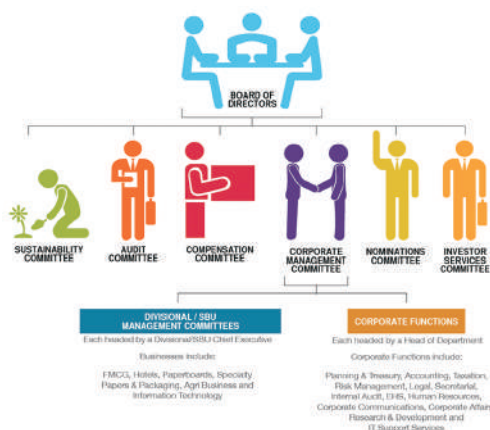 BOARD OF
DIRECTORS
SUSTAINABILITY
COMMITTEE
AUDIT
COMMITTEE
COMPENSATION
COMMITTEE
CORPORATE
MANAGEMENT
COMMITTEE
NOMINATIONS
COMMITTEE
INVESTOR
SERVICES
COMMITTEE
DIVISIONAL / SBU
MANAGEMENT COMMITTEES
Each headed by a Divisional/SBU Chief Executive
Businesses include:
FMCG, Hotels, Paperboards, Specialty
Papers & Packaging, Agri Business and
Information Technology
CORPORATE FUNCTIONS
Each headed by a Head of Department
Corporate Functions include:
Planning & Treasury, Accounting, Taxation,
Risk Management, Legal, Secretarial,
Internal Audit, EHS, Human Resources,
Corporate Communications, Corporate Affairs
Research & Development and
IT Support Services